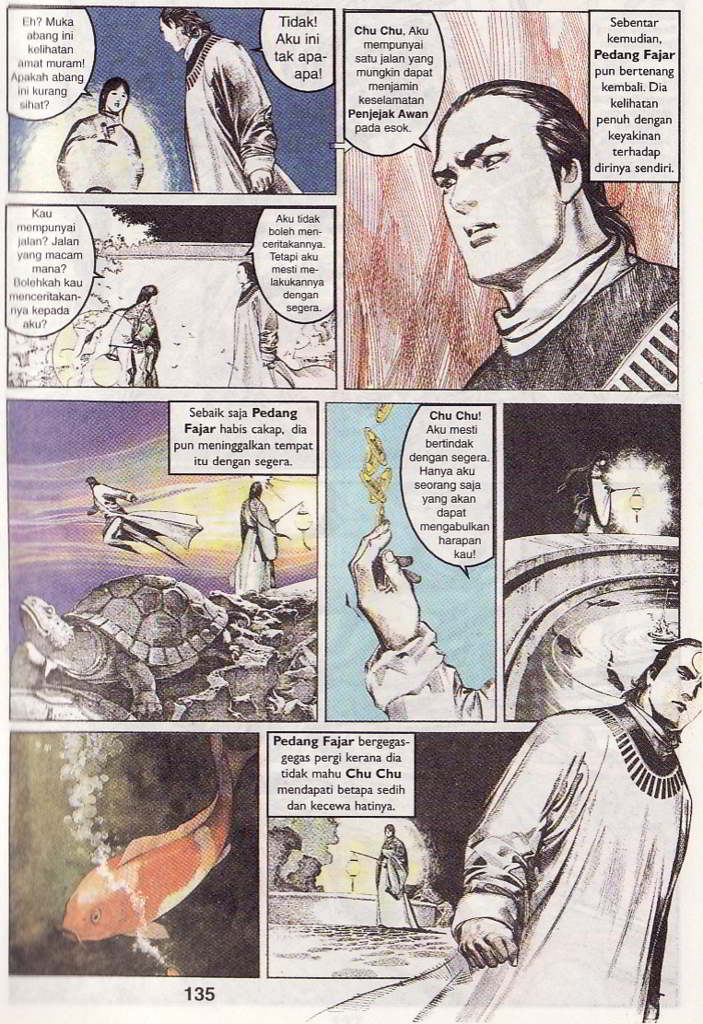 Eh? Muka
abang ini
kelihatan
amat muram!
Apakah abang
ini kurang
sihat?
Tidak!
Aku ini
tak apa-
apa!
Chu Chu, Aku
mempunyai
satu jalan yang
mungkin dapat
menjamin
keselamatan
Penjejak Awan
pada esok.
Sebentar
kemudian,
Pedang Fajar
pun bertenang
kembali. Dia
kelihatan
penuh dengan
keyakinan
terhadap
dirinya sendiri.
Kau
mempunyai
jalan? Jalan
yang macam
mana?
Bolehkah kau
menceritakan-
nya kepada
aku?
Aku tidak
boleh men-
ceritakannya.
Tetapi aku
mesti me-
lakukannya
dengan
segera.
Sebaik saja Pedang
Fajar habis cakap, dia
pun meninggalkan tempat
itu dengan segera.
Chu Chu!
Aku mesti
bertindak
dengan segera.
Hanya aku
seorang saja
yang akan
dapat
mengabulkan
harapan
kau!
Pedang Fajar bergegas-
gegas pergi kerana dia
tidak mahu Chu Chu
mendapati betapa sedih
dan kecewa hatinya.
135